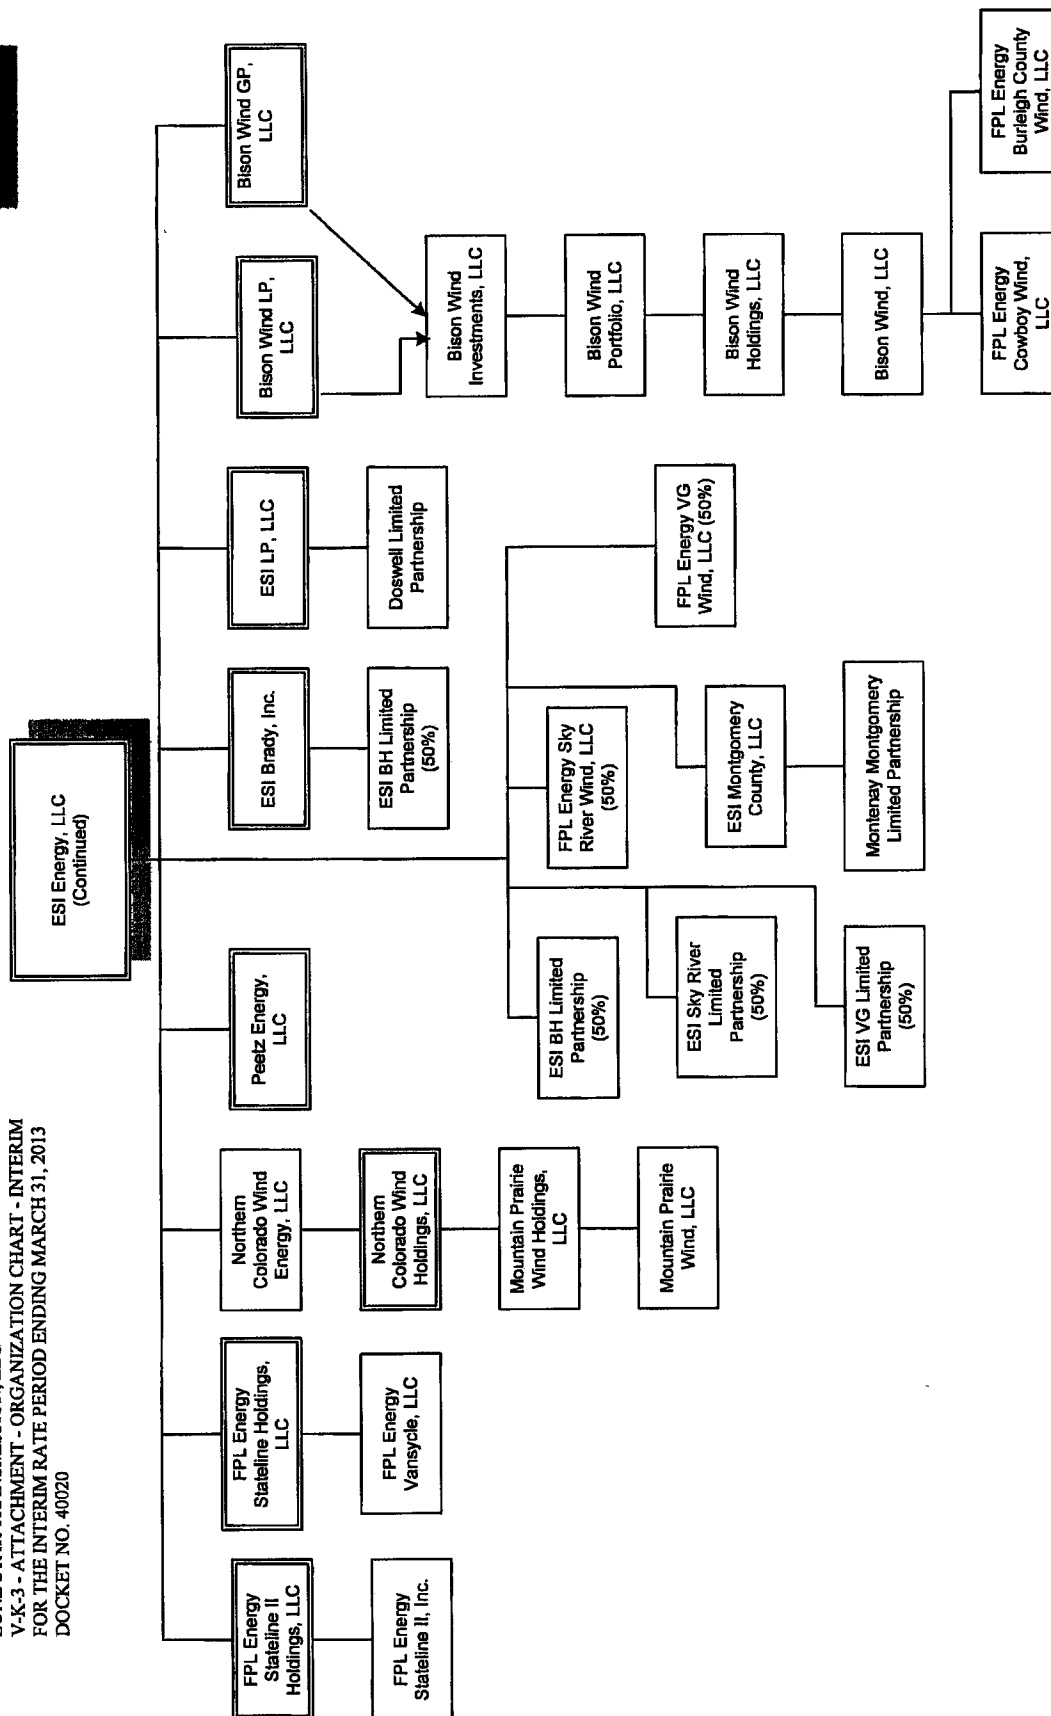 V-K-3 - ATTACHMENT - ORGANIZATION CHART - INTERIM
FOR THE INTERIM RATE PERIOD ENDING MARCH 31, 2013
DOCKET NO. 40020
ESI Energy, LLC
(Continued)
FPL Energy
Stateline II
Holdings, LLC
FPL Energy
Stateline II, Inc.
FPL Energy
Stateline Holdings,
LLC
FPL Energy
Vansycle, LLC
Northern
Colorado Wind
Energy, LLC
Northern
Colorado Wind
Holdings, LLC
Mountain Prairie
Wind Holdings,
LLC
Mountain Prairie
Wind, LLC
Peetz Energy,
LLC
ESI Brady, Inc.
ESI BH Limited
Partnership
(50%)
ESI LP, LLC
Doswell Limited
Partnership
Bison Wind LP,
LLC
Bison Wind GP,
LLC
Bison Wind
Investments, LLC
Bison Wind
Portfolio, LLC
Bison Wind
Holdings, LLC
Bison Wind, LLC
FPL Energy
Cowboy Wind,
LLC
FPL Energy
Burleigh County
Wind, LLC
ESI BH Limited
Partnership
(50%)
ESI Sky River
Limited
Partnership
(50%)
ESI VG Limited
Partnership
(50%)
FPL Energy Sky
River Wind, LLC
(50%)
ESI Montgomery
County, LLC
Montenay Montgomery
Limited Partnership
FPL Energy VG
Wind, LLC (50%)